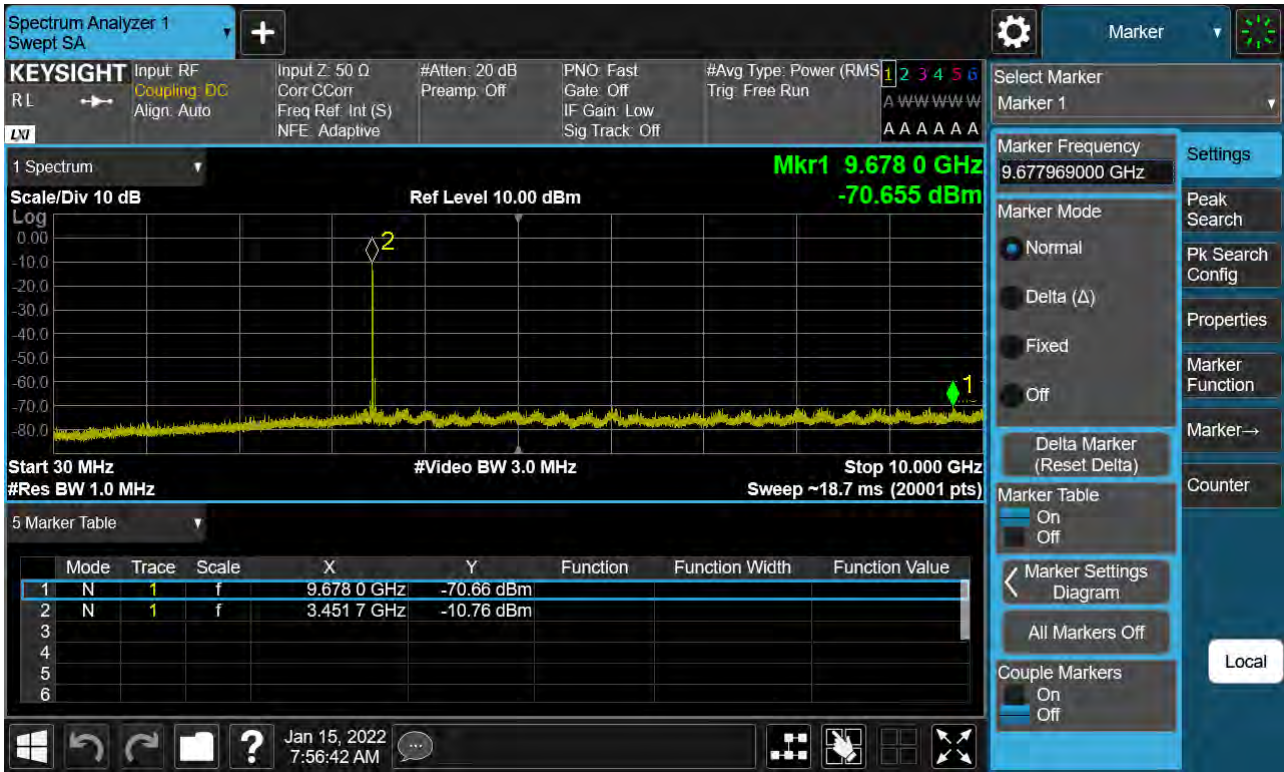 Spectrum Analyzer 1
Swept SA
+
Marker
KEYSIGHT
RL
LXI
Input: RF
Coupling: DC
Align: Auto
Input Z: 50 Ω
Corr CCorr
Freq Ref: Int (S)
NFE: Adaptive
#Atten: 20 dB
Preamp: Off
PNO: Fast
Gate: Off
IF Gain: Low
Sig Track: Off
#Avg Type: Power (RMS
Trig: Free Run
1 2 3 4 5 6
A W W W W W
A A A A A A
Select Marker
Marker 1
1 Spectrum
Mkr1 9.678 0 GHz
-70.655 dBm
Scale/Div 10 dB
Ref Level 10.00 dBm
Log
0.00
-10.0
-20.0
-30.0
-40.0
-50.0
-60.0
-70.0
-80.0
2
1
Start 30 MHz
#Video BW 3.0 MHz
Stop 10.000 GHz
#Res BW 1.0 MHz
Sweep ~18.7 ms (20001 pts)
5 Marker Table
Mode Trace Scale X Y Function Function Width Function Value
1 N 1 f 9.678 0 GHz -70.66 dBm
2 N 1 f 3.451 7 GHz -10.76 dBm
3
4
5
6
Marker Frequency
9.677969000 GHz
Marker Mode
Normal
Delta (Δ)
Fixed
Off
Delta Marker
(Reset Delta)
Marker Table
On
Off
Marker Settings
Diagram
All Markers Off
Couple Markers
On
Off
Settings
Peak
Search
Pk Search
Config
Properties
Marker
Function
Marker→
Counter
Local
?
Jan 15, 2022
7:56:42 AM